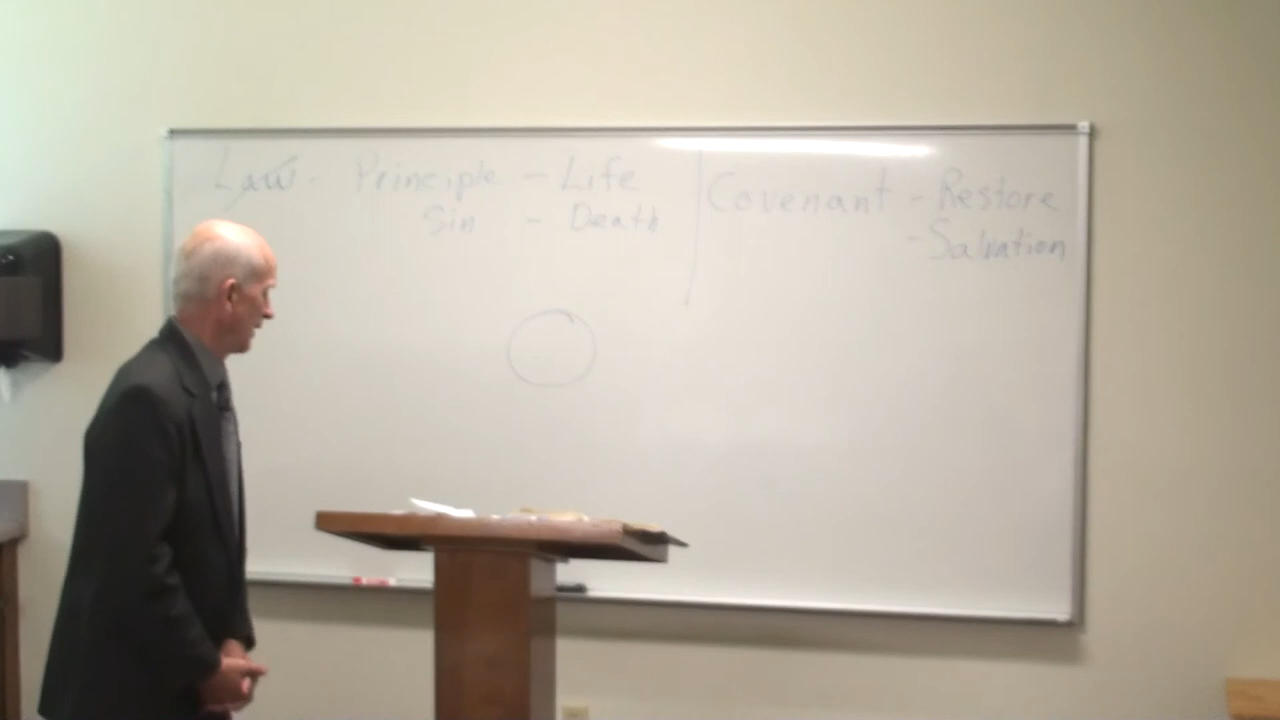 Law - Principle - Life
Sin - Death
Covenant - Restore
- Salvation